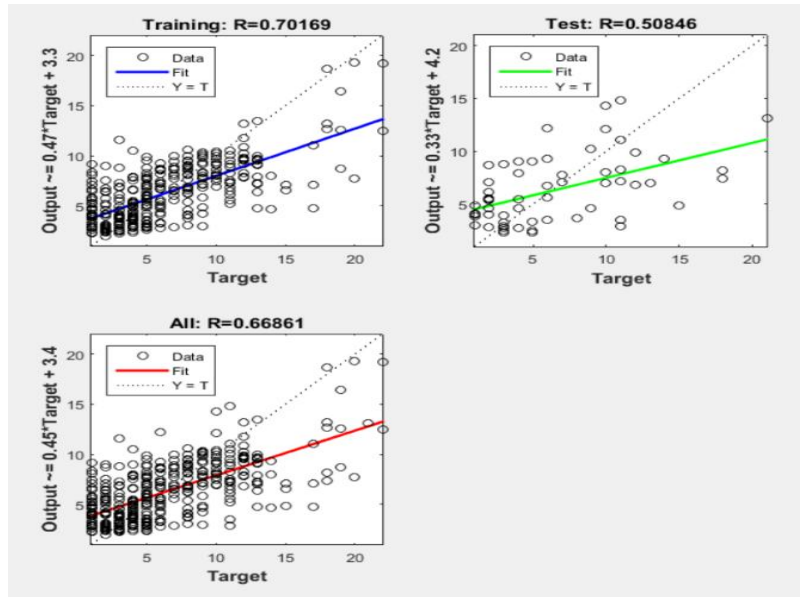 Training: R=0.70169
Output ~= 0.47*Target + 3.3
20
15
10
5
Data
Fit
Y = T
5
10
15
20
Target
Test: R=0.50846
Output ~= 0.33*Target + 4.2
20
15
10
5
Data
Fit
Y = T
5
10
15
20
Target
All: R=0.66861
Output ~= 0.45*Target + 3.4
20
15
10
5
Data
Fit
Y = T
5
10
15
20
Target